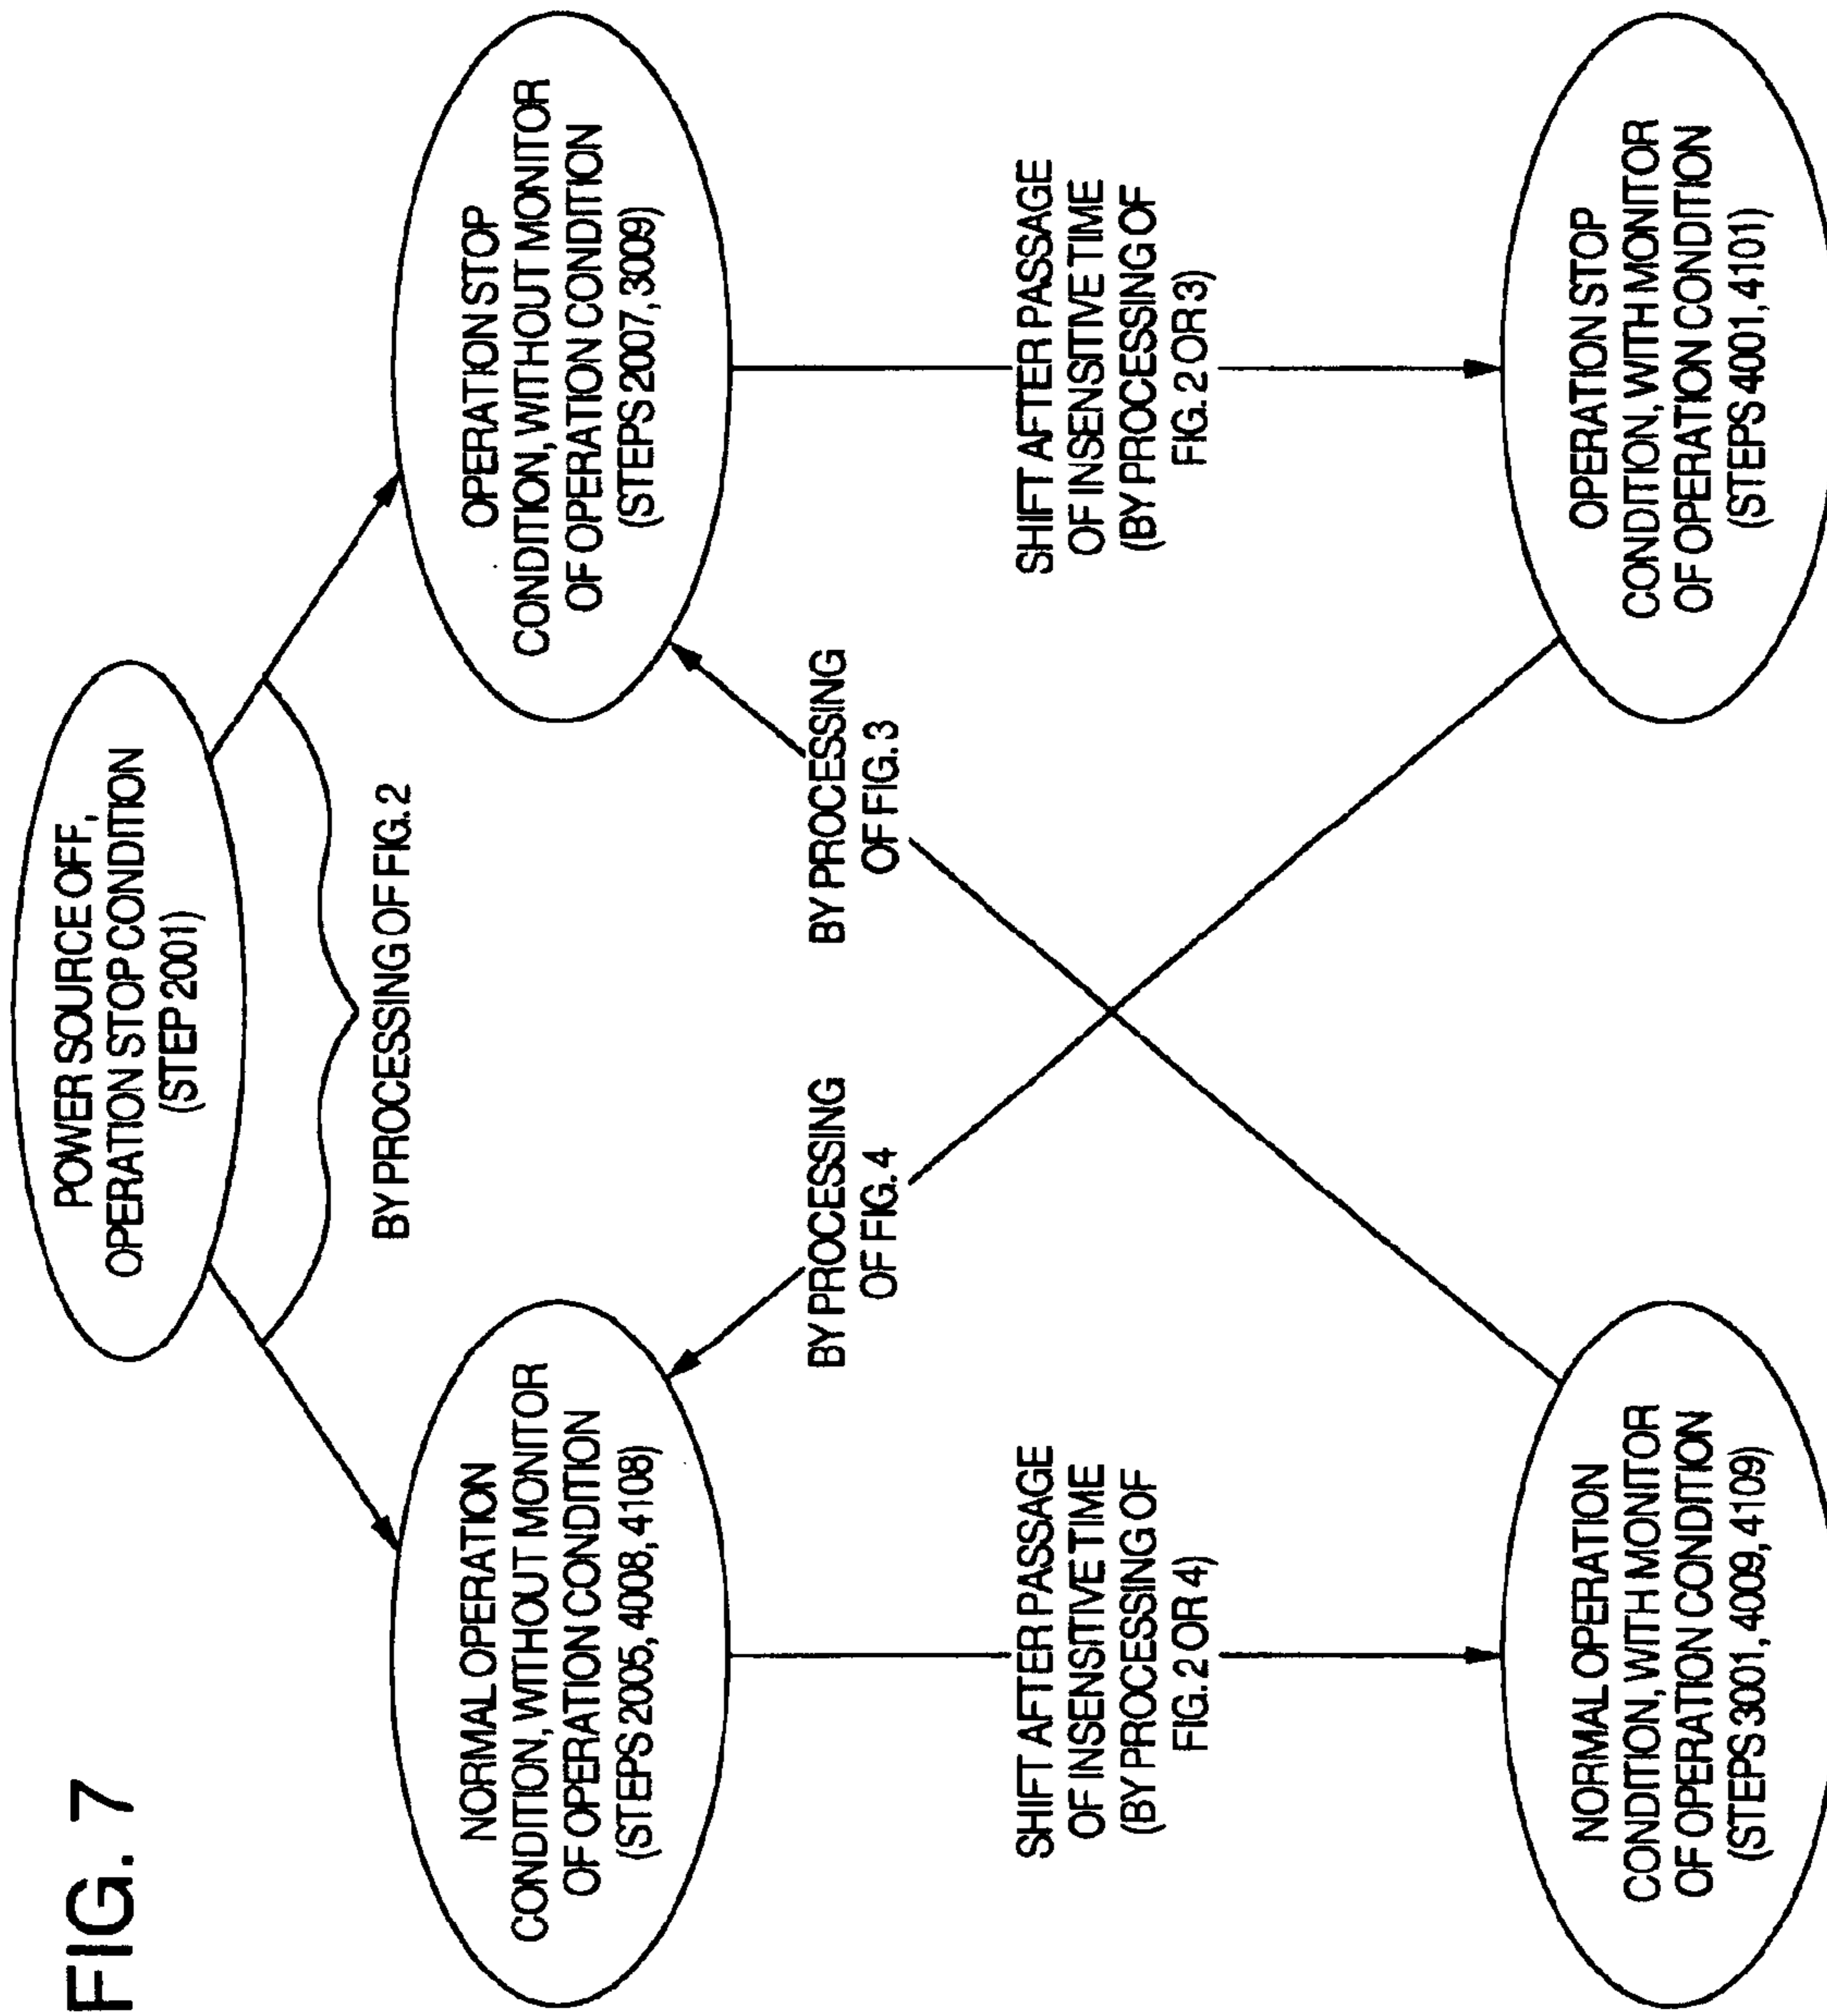 FIG. 7
POWER SOURCE OFF,
OPERATION STOP CONDITION
(STEP 2001)
BY PROCESSING OF FIG. 2
NORMAL OPERATION
CONDITION, WITHOUT MONITOR
OF OPERATION CONDITION
(STEPS 2005, 4008, 4108)
OPERATION STOP
CONDITION, WITHOUT MONITOR
OF OPERATION CONDITION
(STEPS 2007, 3009)
BY PROCESSING
OF FIG. 4
BY PROCESSING
OF FIG. 3
SHIFT AFTER PASSAGE
OF INSENSITIVE TIME
(BY PROCESSING OF
FIG. 2 OR 4)
SHIFT AFTER PASSAGE
OF INSENSITIVE TIME
(BY PROCESSING OF
FIG. 2 OR 3)
NORMAL OPERATION
CONDITION, WITH MONITOR
OF OPERATION CONDITION
(STEPS 3001, 4009, 4109)
OPERATION STOP
CONDITION, WITH MONITOR
OF OPERATION CONDITION
(STEPS 4001, 4101)